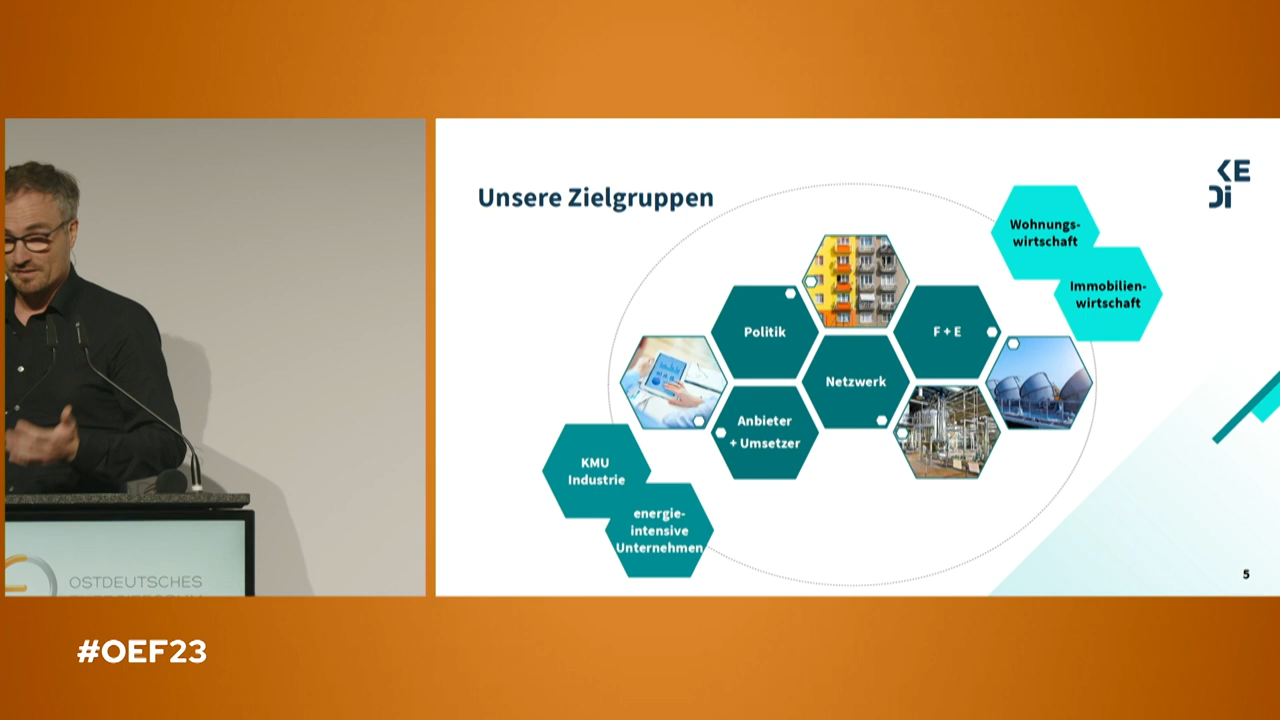 Unsere Zielgruppen
KE
Di
Wohnungs-
wirtschaft
Immobilien-
wirtschaft
Politik
F + E
Netzwerk
Anbieter
+ Umsetzer
KMU
Industrie
energie-
intensive
Unternehmen
5
OSTDEUTSCHES
#OEF23